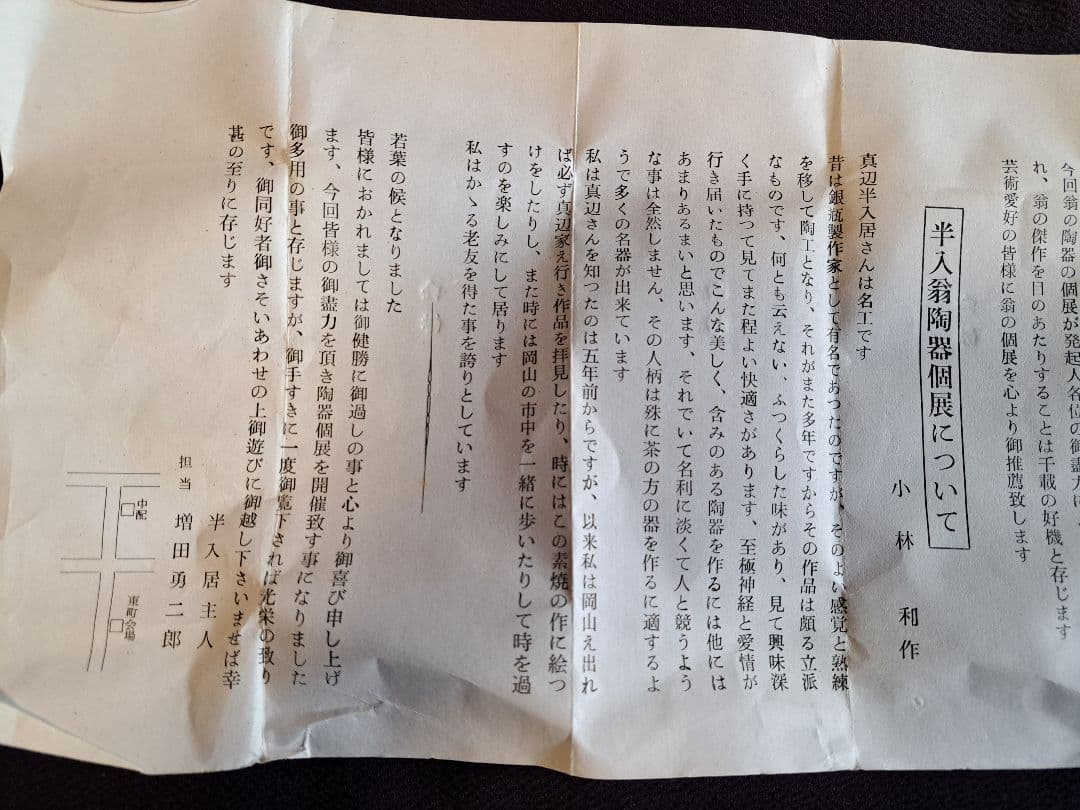 今回翁の陶器の個展が発起人各位の御盡力に
れ、翁の傑作を目のあたりすることは千載の好機と存じます
芸術愛好の皆様に翁の個展を心より御推薦致します
半入翁陶器個展について
小林和作
真辺半入居さんは名工です
昔は銀瓶製作家として有名であつたのですが、そのよい感覚と熟練
を移して陶工となり、それがまた多年ですからその作品は頗る立派
なものです、何とも云えない、ふつくらした味があり、見て興味深
く手に持つて見てまた程よい快適さがあります、至極神経と愛情が
行き届いたものでこんな美しく、含みのある陶器を作るには他には
あまりあるまいと思います、それでいて名利に淡くて人と競うよう
な事は全然しません、その人柄は殊に茶の方の器を作るに適するよ
うで多くの名器が出来ています
私は真辺さんを知つたのは五年前からですが、以来私は岡山え出れ
ば必ず真辺家え行き作品を拝見したり、時にはこの素焼の作に絵つ
けをしたりし、また時には岡山の市中を一緒に歩いたりして時を過
すのを楽しみにして居ります
私はかゝる老友を得た事を誇りとしています
若葉の候となりました
皆様におかれましては御健勝に御過しの事と心より御喜び申し上げ
ます、今回皆様の御盡力を頂き陶器個展を開催致す事になりました
御多用の事と存じますが、御手すきに一度御覧下されば光栄の致り
です、御同好者御さそいあわせの上御遊びに御越し下さいませば幸
甚の至りに存じます
半入居主人
担当 増田勇二郎
中配
東町会場